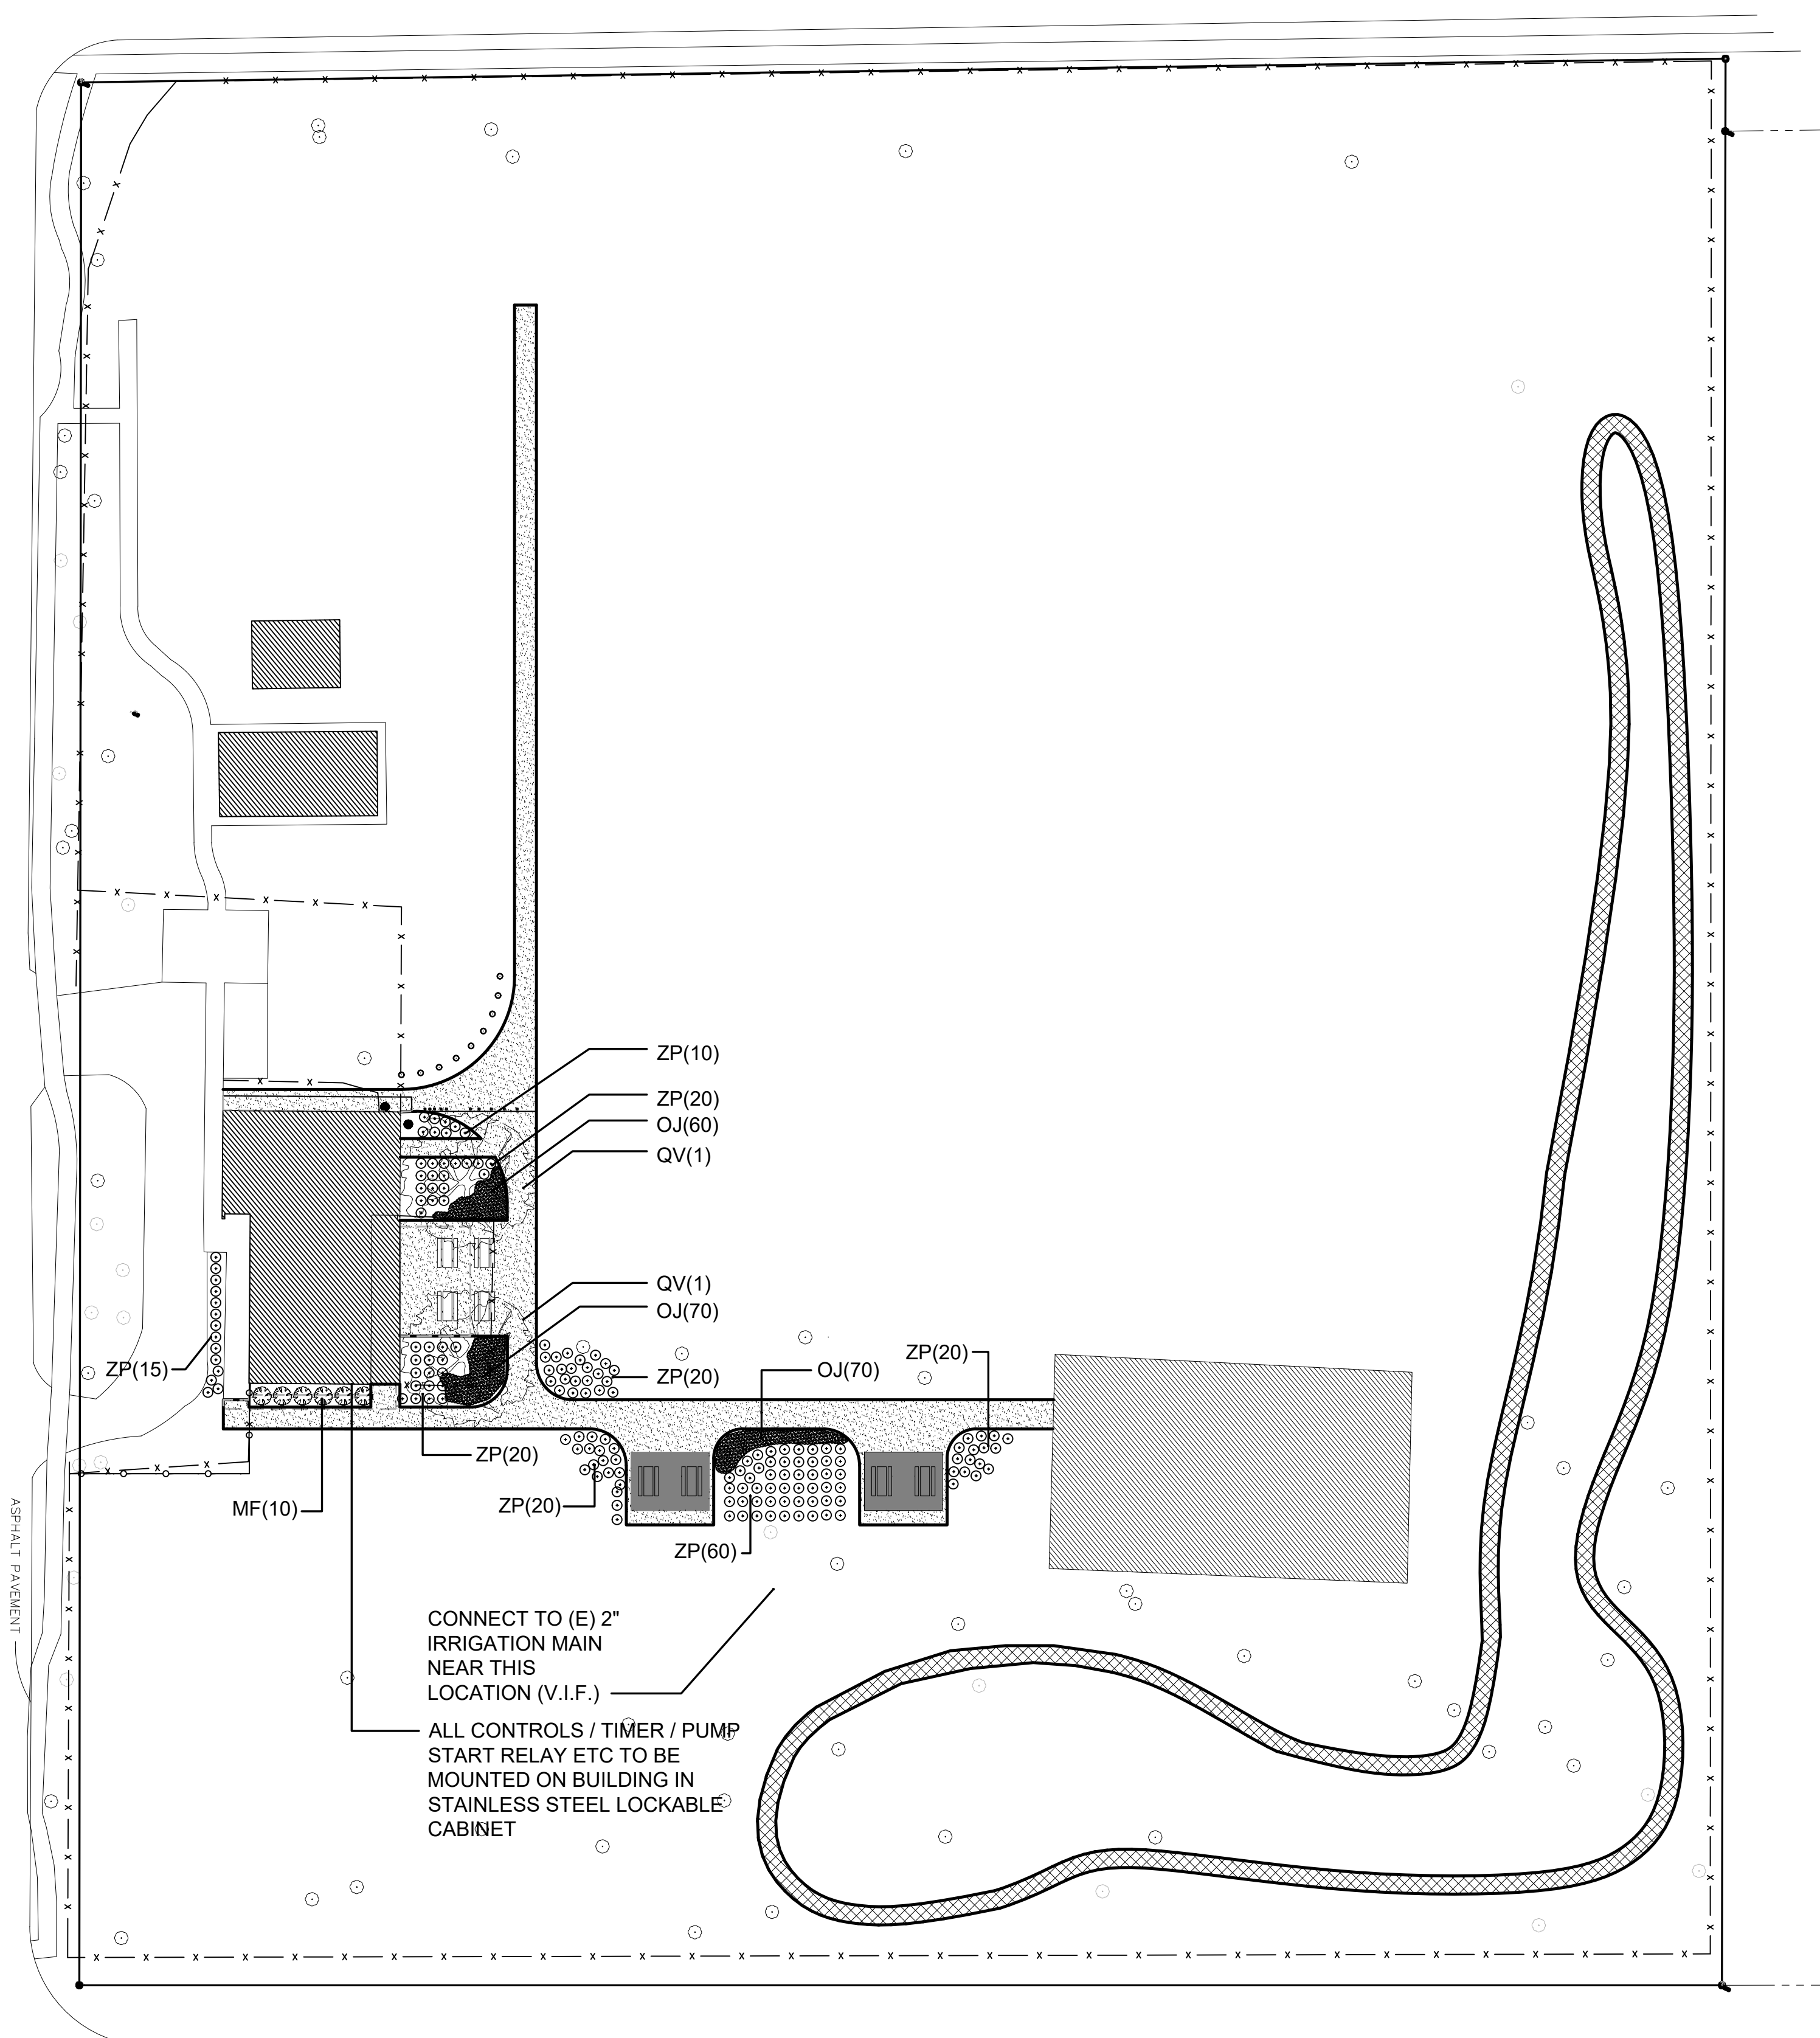 ZP(10)
ZP(20)
OJ(60)
QV(1)
QV(1)
OJ(70)
ZP(20)
OJ(70)
ZP(20)
ZP(15)
ZP(20)
MF(10)
ZP(20)
ZP(60)
ASPHALT PAVEMENT
CONNECT TO (E) 2"
IRRIGATION MAIN
NEAR THIS
LOCATION (V.I.F.)
ALL CONTROLS / TIMER / PUMP
START RELAY ETC TO BE
MOUNTED ON BUILDING IN
STAINLESS STEEL LOCKABLE
CABINET